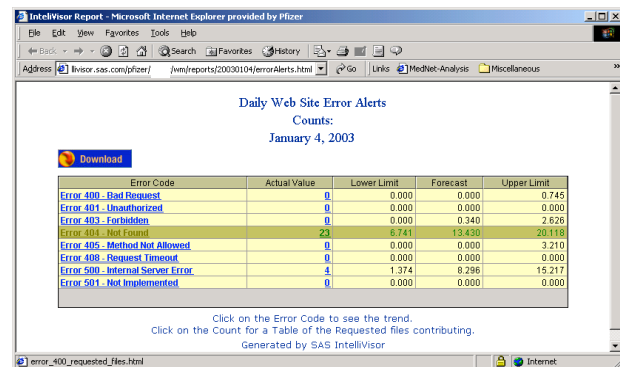 InteliVisor Report - Microsoft Internet Explorer provided by Pfizer
File Edit View Favorites Tools Help
Back Search Favorites History
Address llivisor.sas.com/pfizer/ /wm/reports/20030104/errorAlerts.html Go Links MedNet-Analysis Miscellaneous »
Daily Web Site Error Alerts
Counts:
January 4, 2003
Download
Error Code Actual Value Lower Limit Forecast Upper Limit
Error 400 - Bad Request 0 0.000 0.000 0.745
Error 401 - Unauthorized 0 0.000 0.000 0.000
Error 403 - Forbidden 0 0.000 0.340 2.626
Error 404 - Not Found 23 6.741 13.430 20.118
Error 405 - Method Not Allowed 0 0.000 0.000 3.210
Error 408 - Request Timeout 0 0.000 0.000 0.000
Error 500 - Internal Server Error 4 1.374 8.296 15.217
Error 501 - Not Implemented 0 0.000 0.000 0.000
Click on the Error Code to see the trend.
Click on the Count for a Table of the Requested files contributing.
Generated by SAS IntelliVisor
error_400_requested_files.html Internet